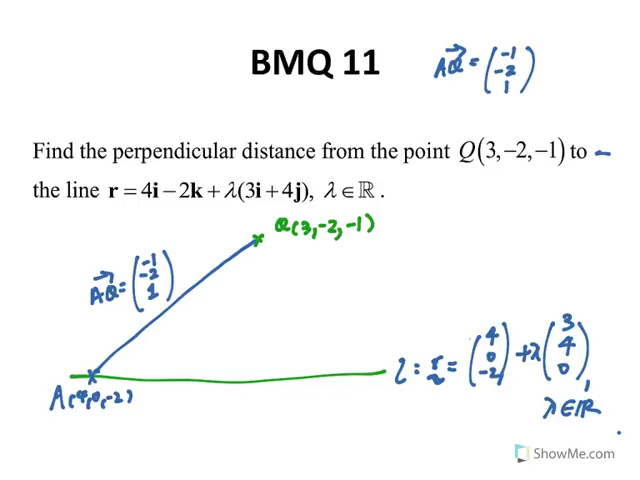 BMQ 11
AQ⃗ = (-1 -2 1)
Find the perpendicular distance from the point Q(3,−2,−1) to
the line r = 4i − 2k + λ(3i + 4j), λ ∈ ℝ .
Q(3,-2,-1)
AQ⃗ = (-1 -2 1)
l : r = (4 0 -2) + λ (3 4 0) ,
λ∈ℝ
A(4,0,-2)
ShowMe.com